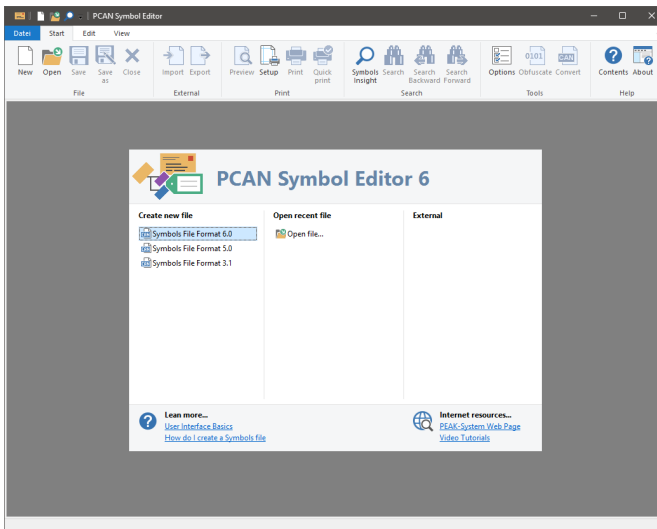 PCAN Symbol Editor
Datei Start Edit View
New Open Save Save as Close Import Export Preview Setup Print Quick print Symbols Insight Search Search Backward Search Forward Options Obfuscate Convert Contents About
0101 CAN
File External Print Search Tools Help
PCAN Symbol Editor 6
Create new file Open recent file External
Symbols File Format 6.0 Open file...
Symbols File Format 5.0
Symbols File Format 3.1
Lean more... Internet resources...
User Interface Basics PEAK-System Web Page
How do I create a Symbols file Video Tutorials